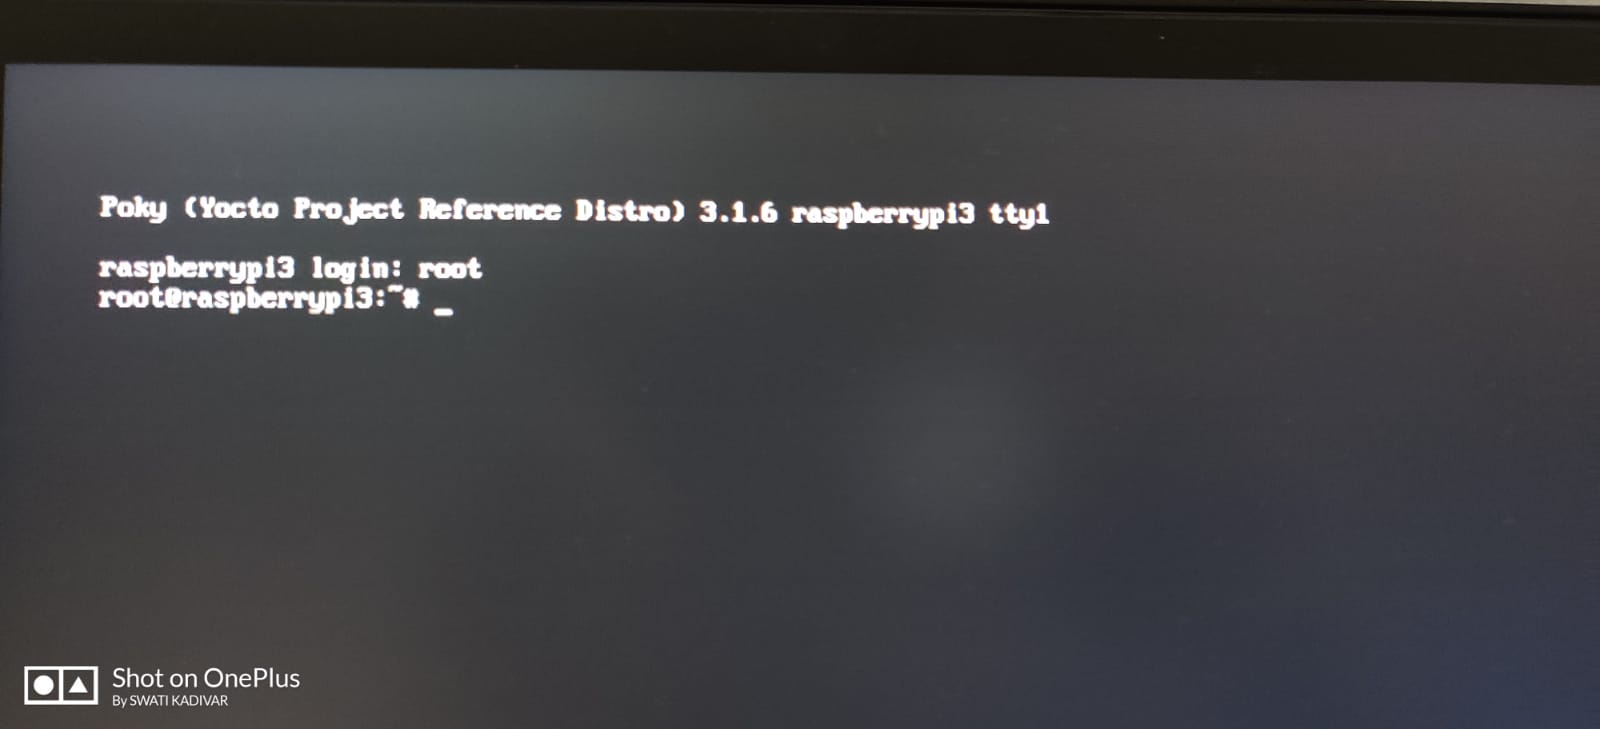 Poky (Yocto Project Reference Distro) 3.1.6 raspberrypi3 tty1
raspberrypi3 login: root
root@raspberrypi3:~# _
Shot on OnePlus
By SWATI KADIVAR